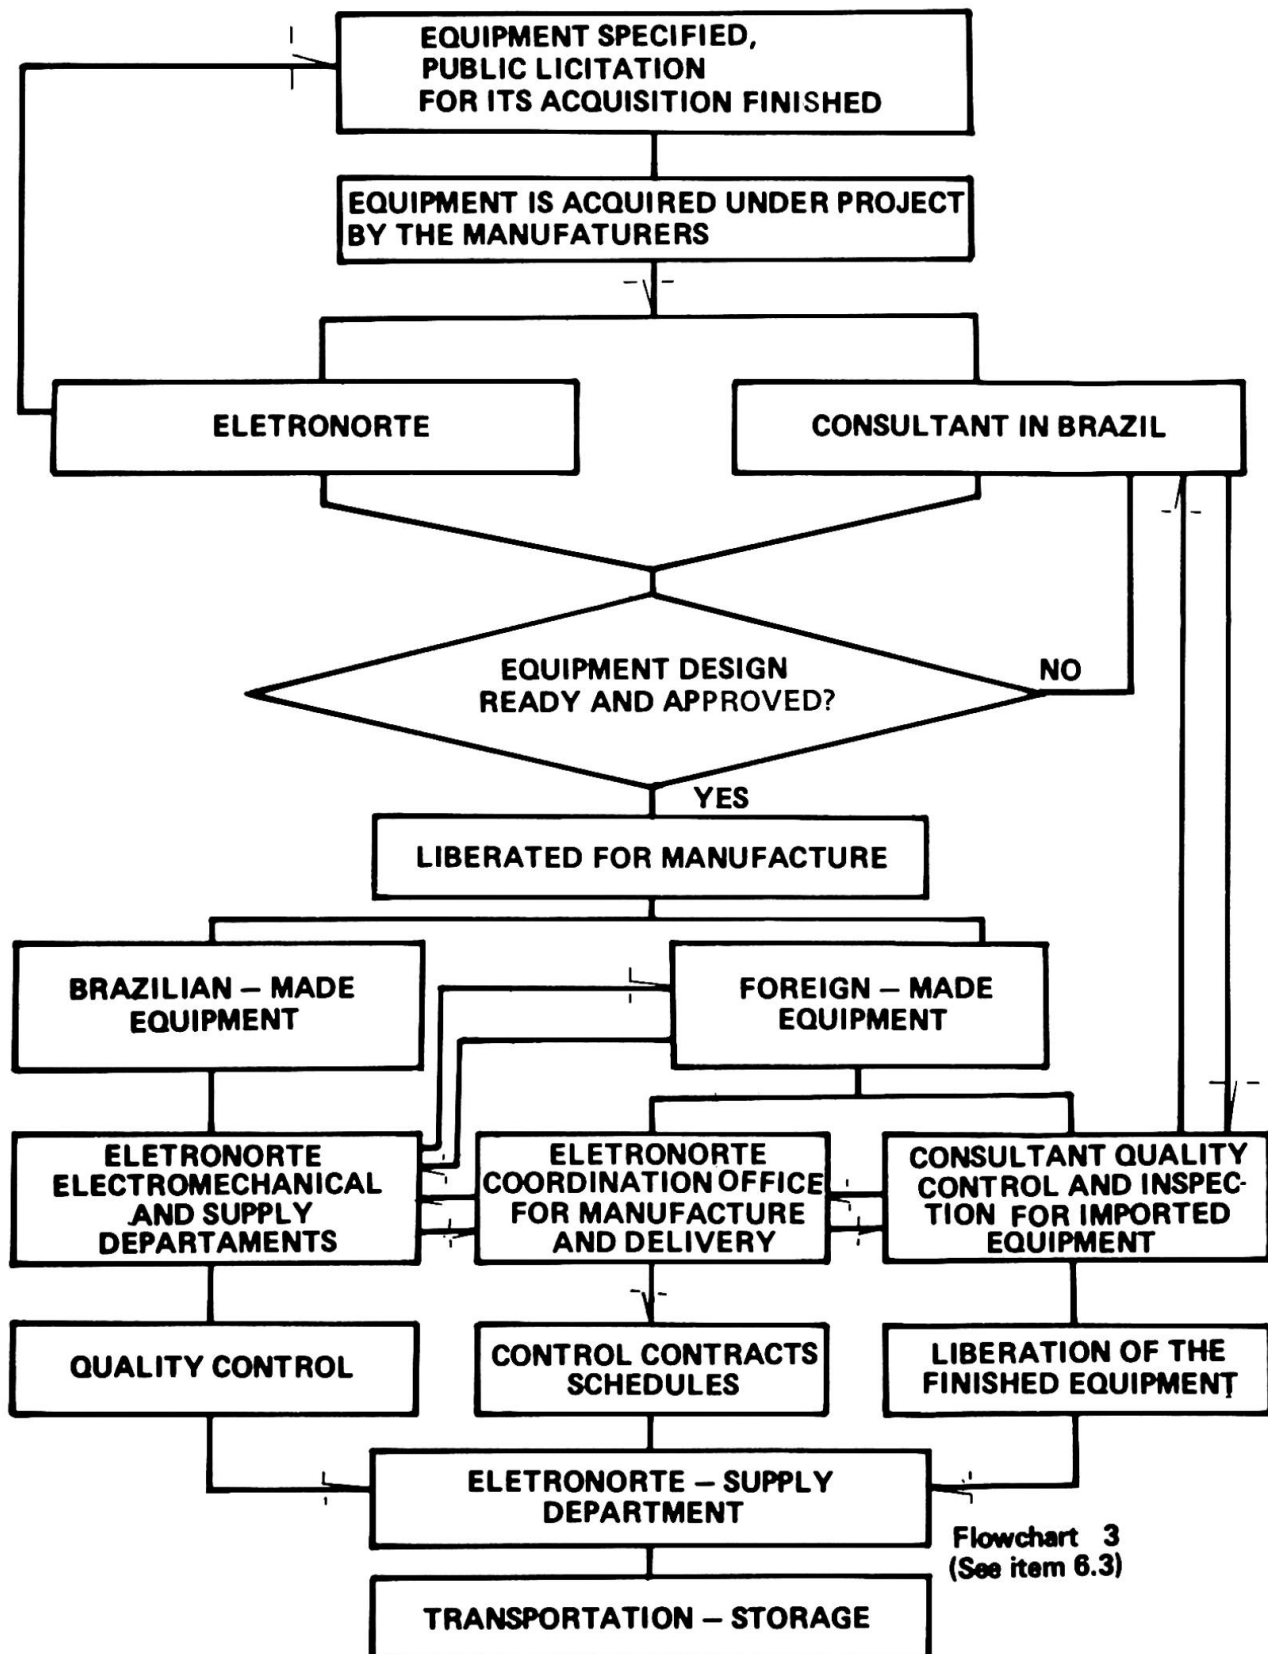 EQUIPMENT SPECIFIED,
PUBLIC LICITATION
FOR ITS ACQUISITION FINISHED
EQUIPMENT IS ACQUIRED UNDER PROJECT
BY THE MANUFATURERS
ELETRONORTE
CONSULTANT IN BRAZIL
EQUIPMENT DESIGN
READY AND APPROVED?
NO
YES
LIBERATED FOR MANUFACTURE
BRAZILIAN – MADE
EQUIPMENT
FOREIGN – MADE
EQUIPMENT
ELETRONORTE
ELECTROMECHANICAL
AND SUPPLY
DEPARTAMENTS
ELETRONORTE
COORDINATION OFFICE
FOR MANUFACTURE
AND DELIVERY
CONSULTANT QUALITY
CONTROL AND INSPEC-
TION FOR IMPORTED
EQUIPMENT
QUALITY CONTROL
CONTROL CONTRACTS
SCHEDULES
LIBERATION OF THE
FINISHED EQUIPMENT
ELETRONORTE – SUPPLY
DEPARTMENT
Flowchart 3
(See item 6.3)
TRANSPORTATION – STORAGE